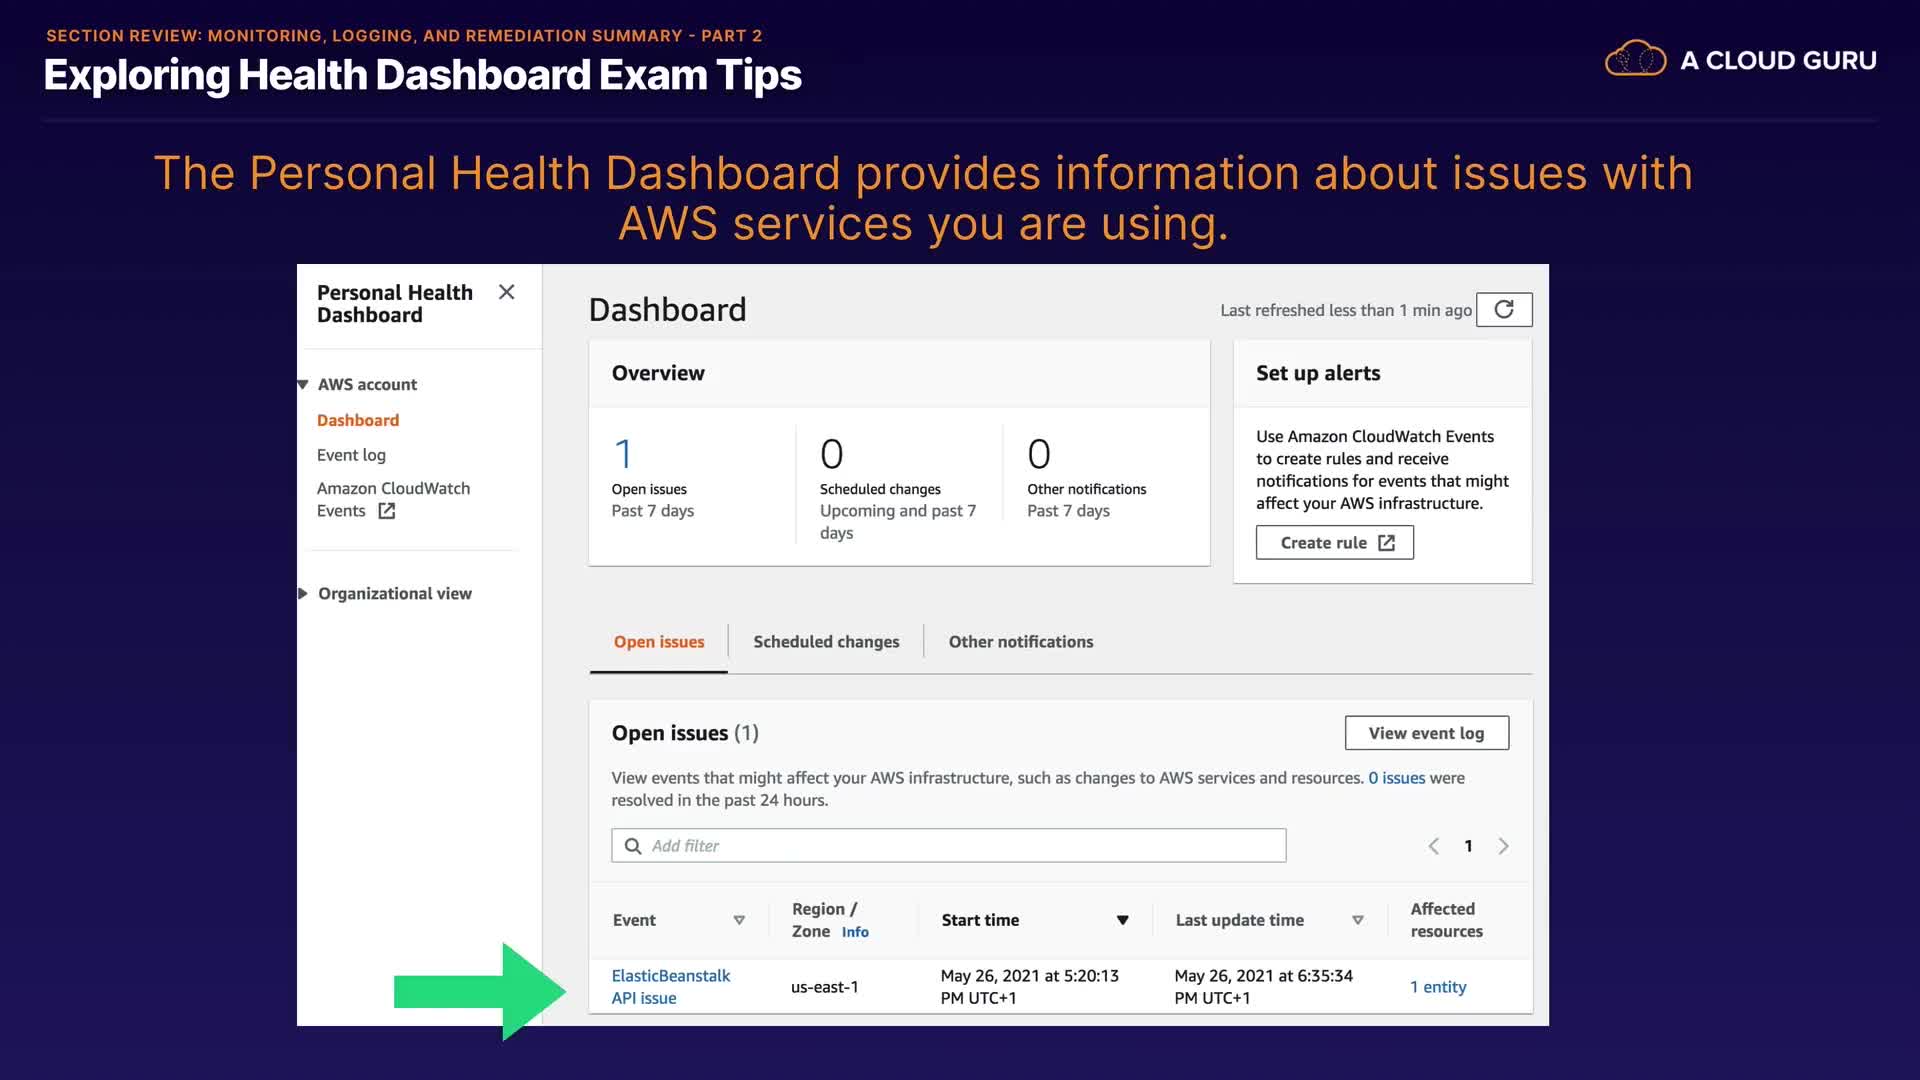 SECTION REVIEW: MONITORING, LOGGING, AND REMEDIATION SUMMARY - PART 2
Exploring Health Dashboard Exam Tips
A CLOUD GURU
The Personal Health Dashboard provides information about issues with
AWS services you are using.
Personal Health
Dashboard
AWS account
Dashboard
Event log
Amazon CloudWatch
Events
Organizational view
Dashboard
Last refreshed less than 1 min ago
Overview
1
Open issues
Past 7 days
0
Scheduled changes
Upcoming and past 7
days
0
Other notifications
Past 7 days
Set up alerts
Use Amazon CloudWatch Events
to create rules and receive
notifications for events that might
affect your AWS infrastructure.
Create rule
Open issues
Scheduled changes
Other notifications
Open issues (1)
View event log
View events that might affect your AWS infrastructure, such as changes to AWS services and resources. 0 issues were
resolved in the past 24 hours.
Add filter
1
Event
Region /
Zone Info
Start time
Last update time
Affected
resources
ElasticBeanstalk
API issue
us-east-1
May 26, 2021 at 5:20:13
PM UTC+1
May 26, 2021 at 6:35:34
PM UTC+1
1 entity